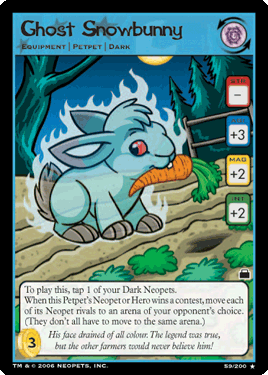 Ghost Snowbunny
Equipment | Petpet | Dark
STR
–
+3
MAG
+2
INT
+2
To play this, tap 1 of your Dark Neopets.
When this Petpet's Neopet or Hero wins a contest, move each
of its Neopet rivals to an arena of your opponent's choice.
(They don't all have to move to the same arena.)
3
His face drained of all colour. The legend was true,
but the other farmers would never believe him!
TM & © 2006 NEOPETS, INC.
59/200 ★